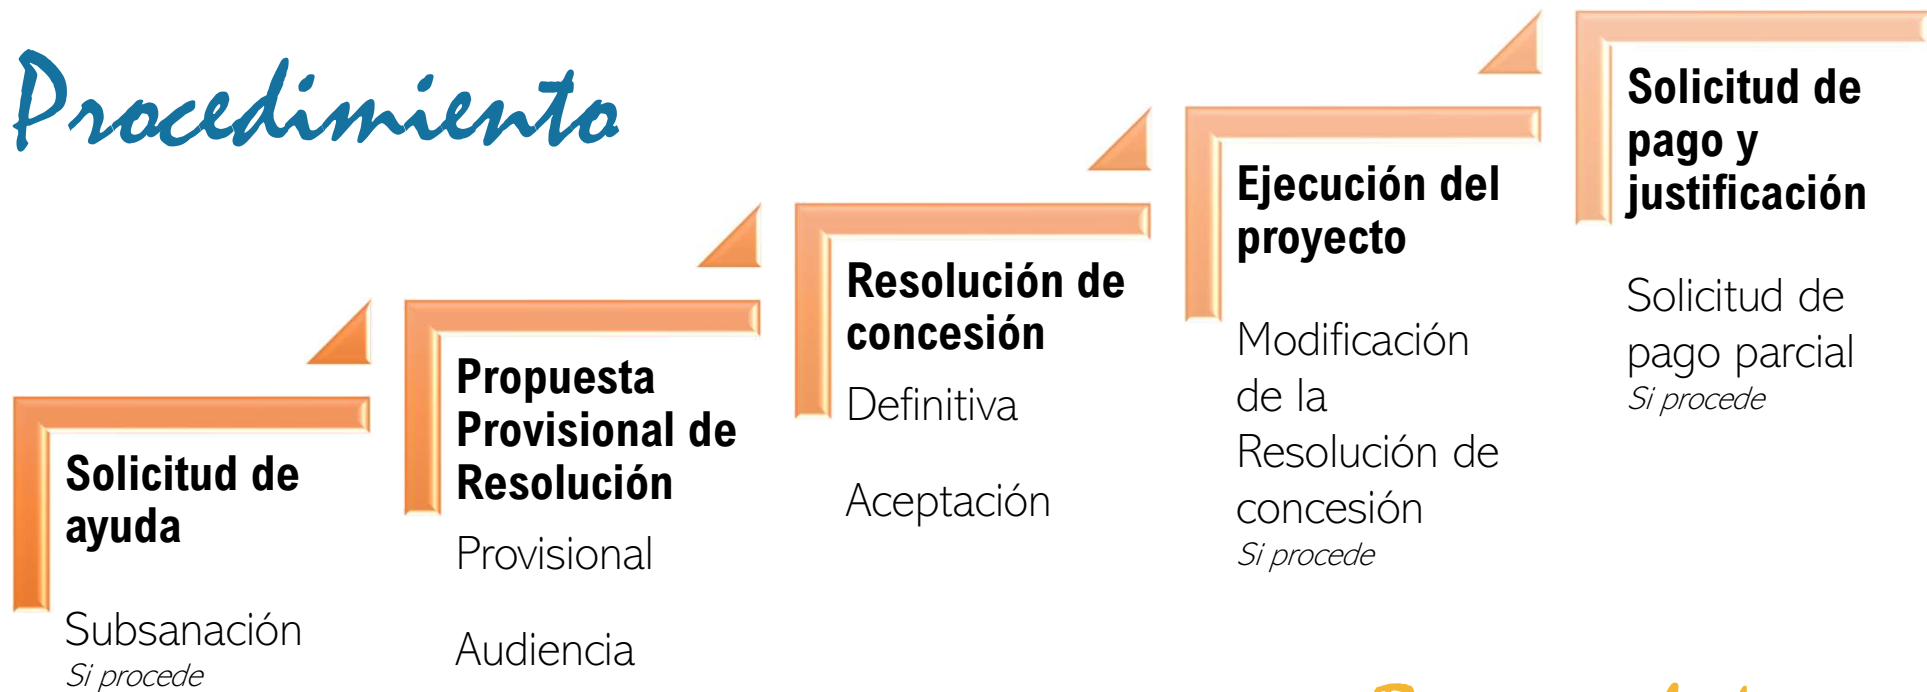 Procedimiento
Solicitud de
ayuda
Subsanación
Si procede
Propuesta
Provisional de
Resolución
Provisional
Audiencia
Resolución de
concesión
Definitiva
Aceptación
Ejecución del
proyecto
Modificación
de la
Resolución de
concesión
Si procede
Solicitud de
pago y
justificación
Solicitud de
pago parcial
Si procede